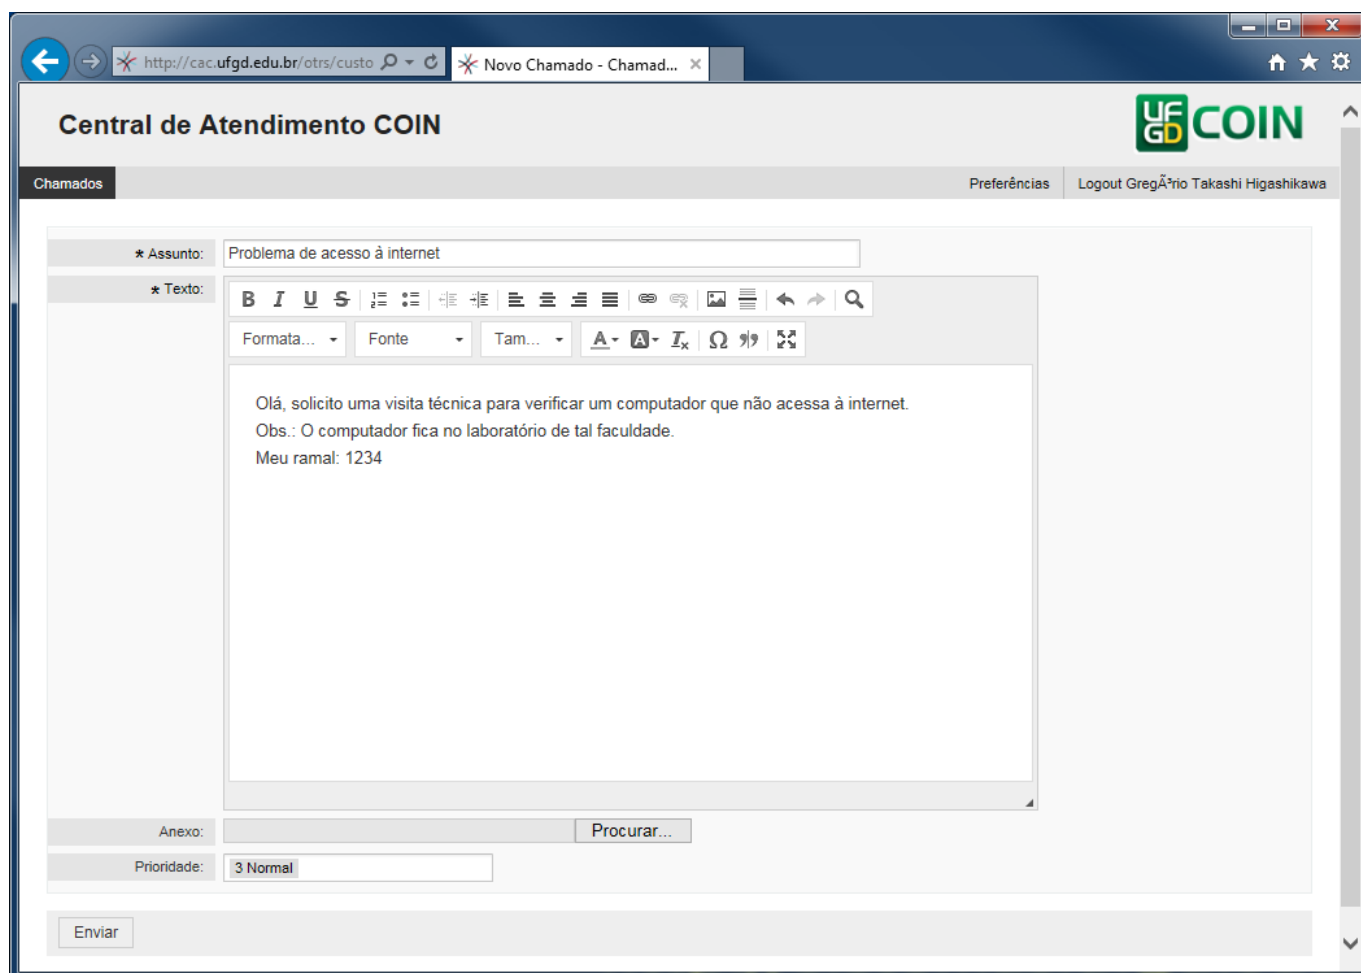 http://cac.ufgd.edu.br/otrs/custo
Novo Chamado - Chamad...
Central de Atendimento COIN
UFGD COIN
Chamados
Preferências
Logout GregÃ³rio Takashi Higashikawa
* Assunto:
Problema de acesso à internet
* Texto:
B I U S
Formata...
Fonte
Tam...
Olá, solicito uma visita técnica para verificar um computador que não acessa à internet.
Obs.: O computador fica no laboratório de tal faculdade.
Meu ramal: 1234
Anexo:
Procurar...
Prioridade:
3 Normal
Enviar